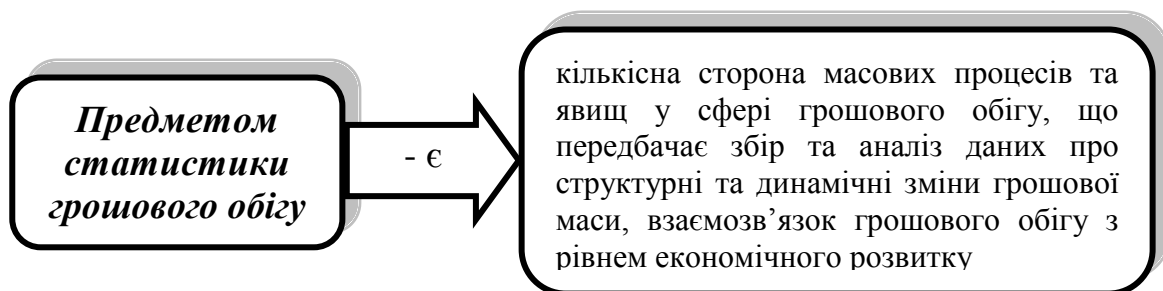 Предметом
статистики
грошового обігу
- є
кількісна сторона масових процесів та
явищ у сфері грошового обігу, що
передбачає збір та аналіз даних про
структурні та динамічні зміни грошової
маси, взаємозв’язок грошового обігу з
рівнем економічного розвитку